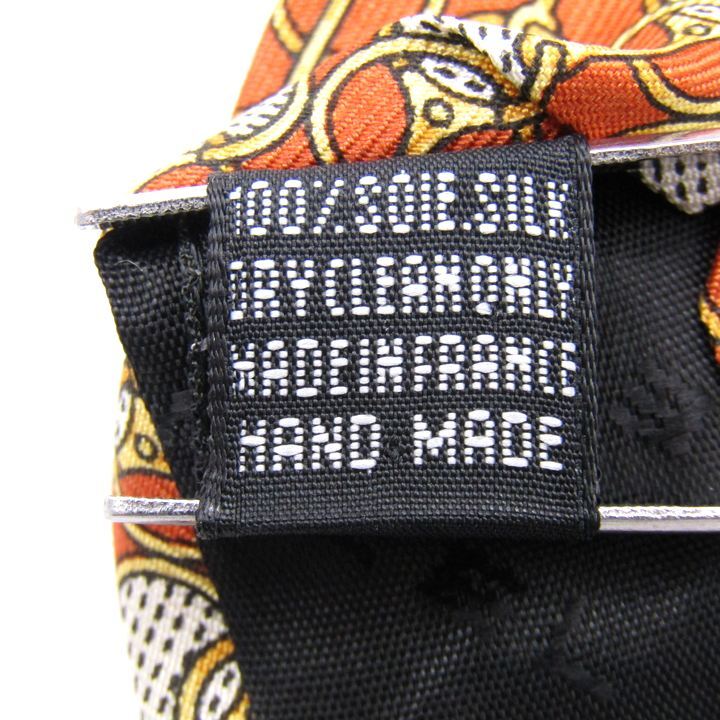 100% SOIE.SILK
DRY CLEAN ONLY
MADE IN FRANCE
HAND MADE